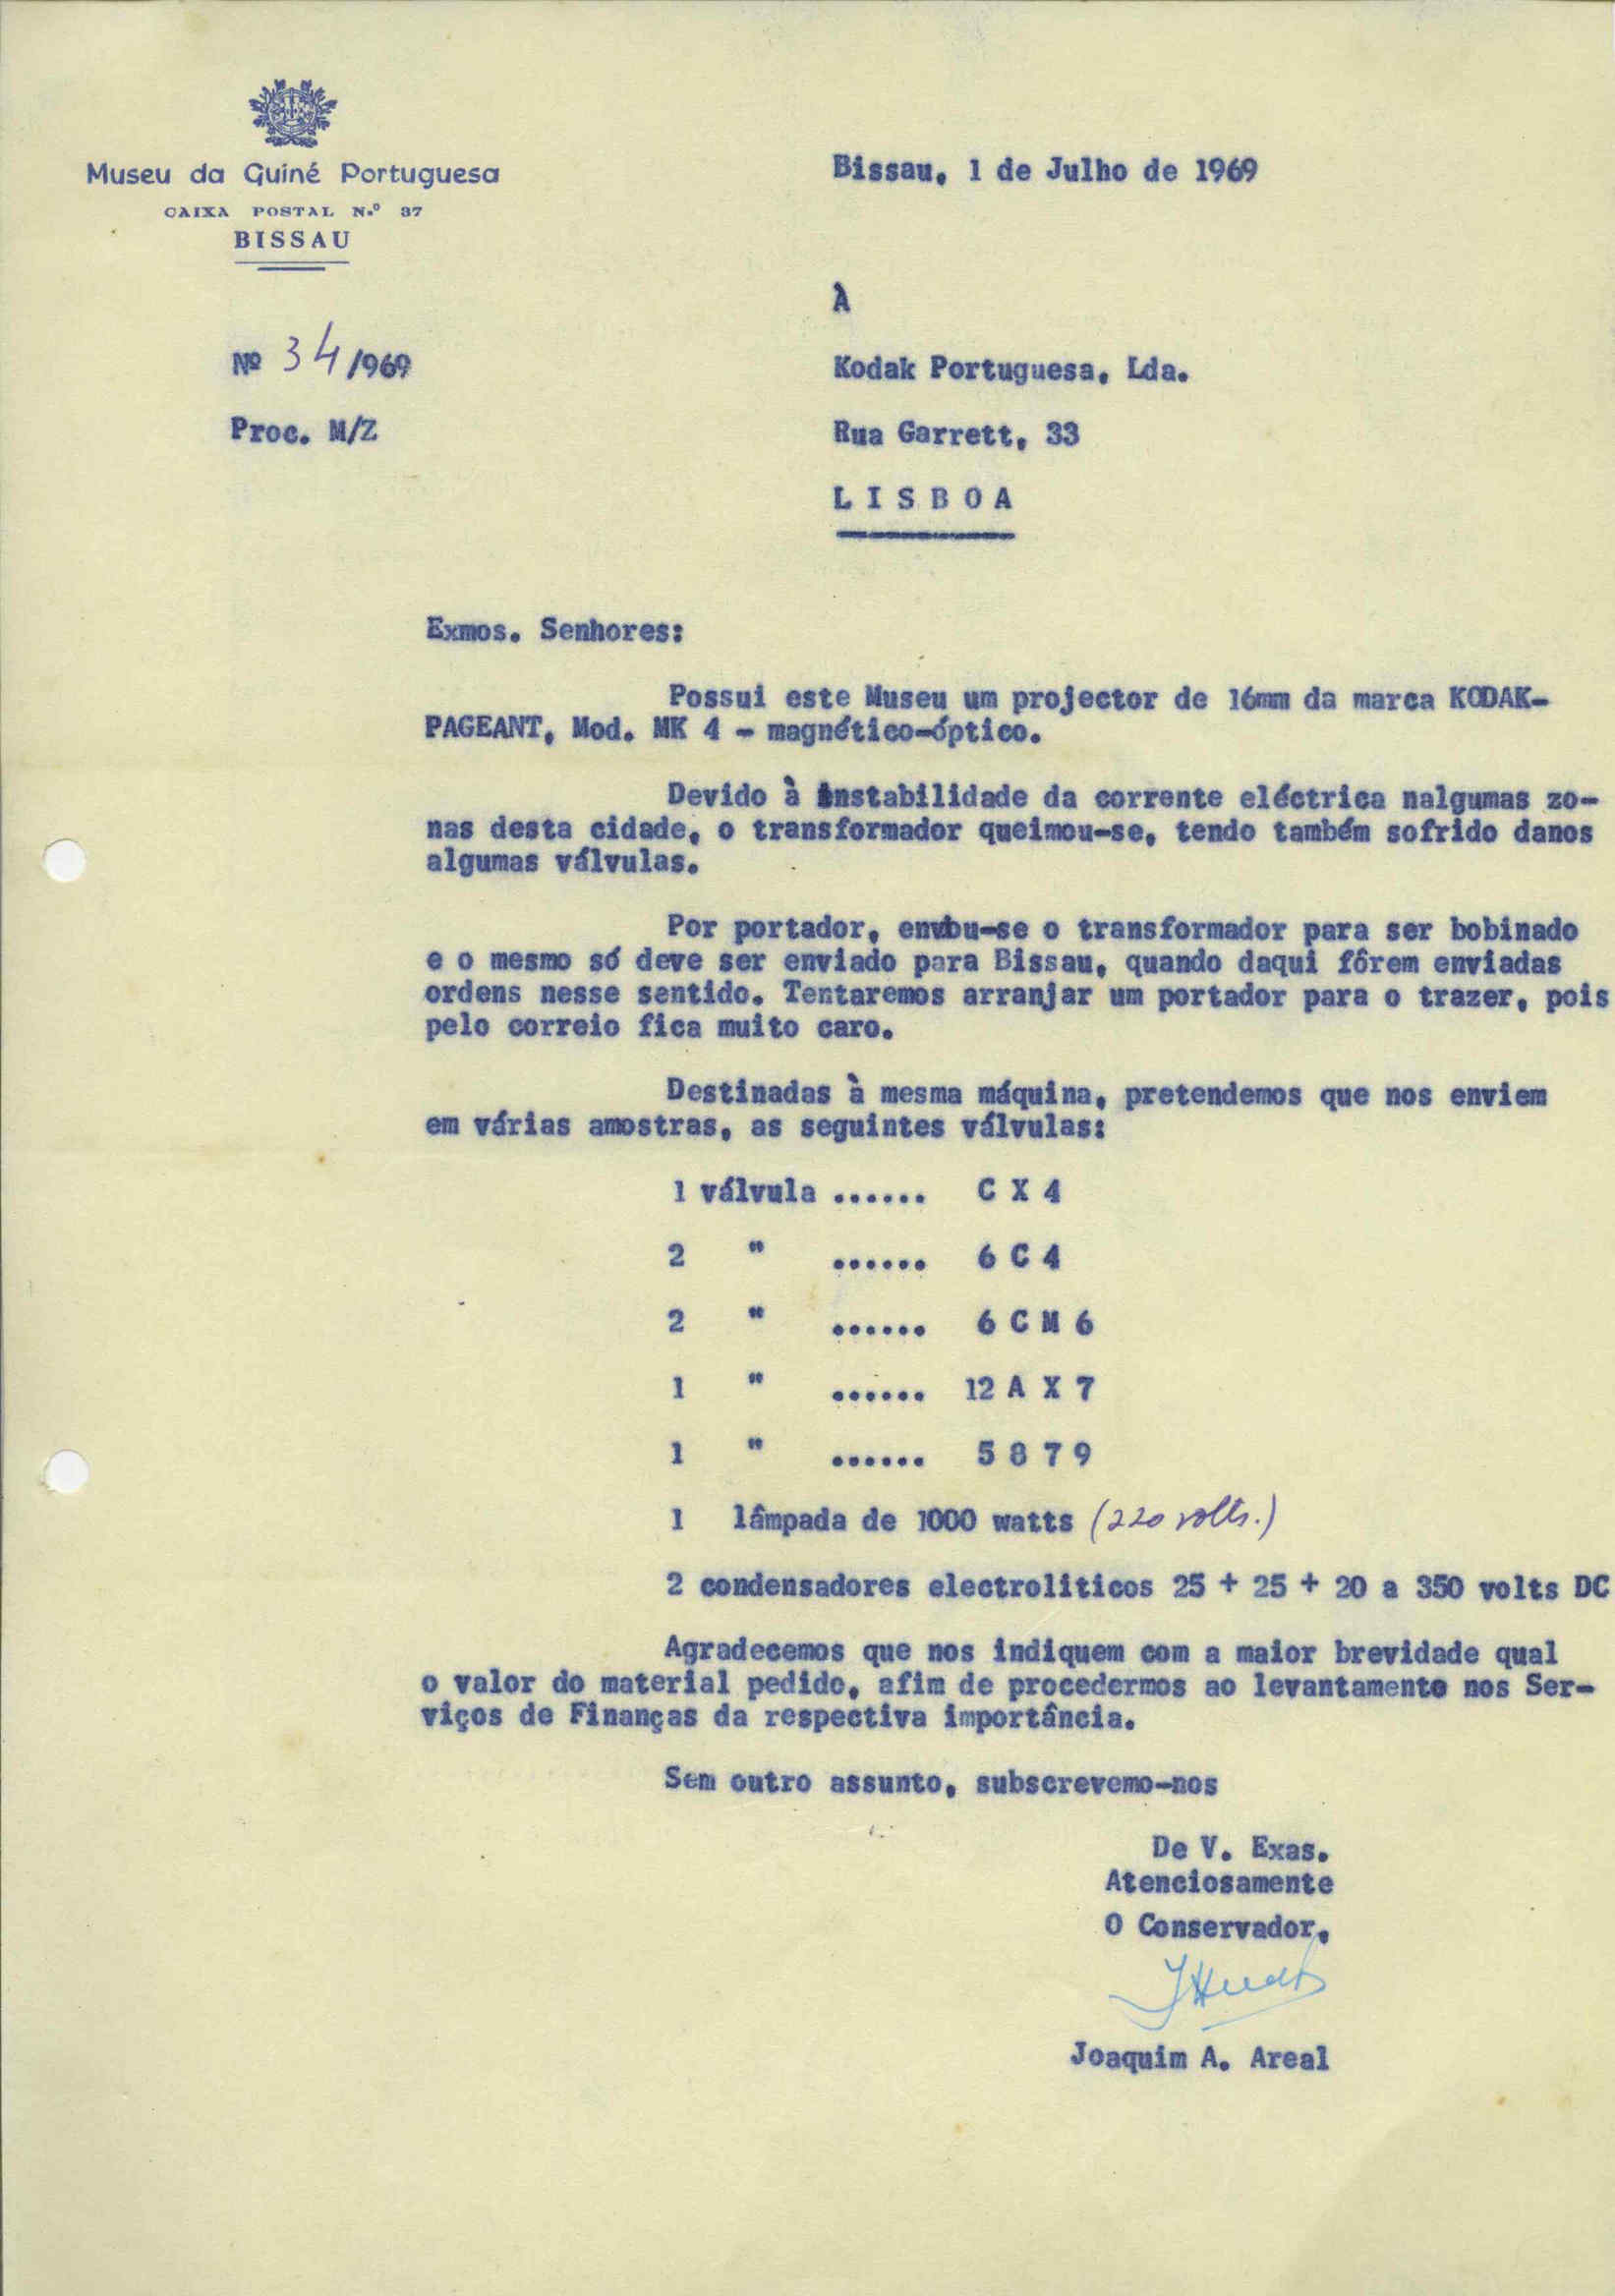 Museu da Guiné Portuguesa
CAIXA POSTAL N.º 37
BISSAU
Bissau, 1 de Julho de 1969
Nº 34/969
Proc. M/Z
À
Kodak Portuguesa, Lda.
Rua Garrett, 33
L I S B O A
Exmos. Senhores:
Possui este Museu um projector de 16mm da marca KODAK-
PAGEANT, Mod. MK 4 - magnético-óptico.
Devido à instabilidade da corrente eléctrica nalgumas zo-
nas desta cidade, o transformador queimou-se, tendo também sofrido danos
algumas válvulas.
Por portador, enviou-se o transformador para ser bobinado
e o mesmo só deve ser enviado para Bissau, quando daqui fôrem enviadas
ordens nesse sentido. Tentaremos arranjar um portador para o trazer, pois
pelo correio fica muito caro.
Destinadas à mesma máquina, pretendemos que nos enviem
em várias amostras, as seguintes válvulas:
1 válvula ...... C X 4
2 " ...... 6 C 4
2 " ...... 6 C M 6
1 " ...... 12 A X 7
1 " ...... 5 8 7 9
1 lâmpada de 1000 watts (220 volts.)
2 condensadores electroliticos 25 + 25 + 20 a 350 volts DC
Agradecemos que nos indiquem com a maior brevidade qual
o valor do material pedido, afim de procedermos ao levantamento nos Ser-
viços de Finanças da respectiva importância.
Sem outro assunto, subscrevemo-nos
De V. Exas.
Atenciosamente
O Conservador,
Joaquim A. Areal